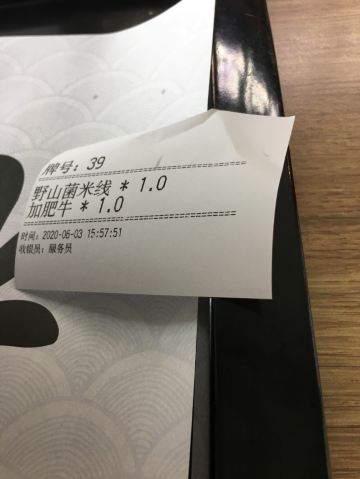 牌号: 39
野山菌米线 * 1.0
加肥牛 * 1.0
时间: 2020-06-03 15:57:51
收银员: 服务员